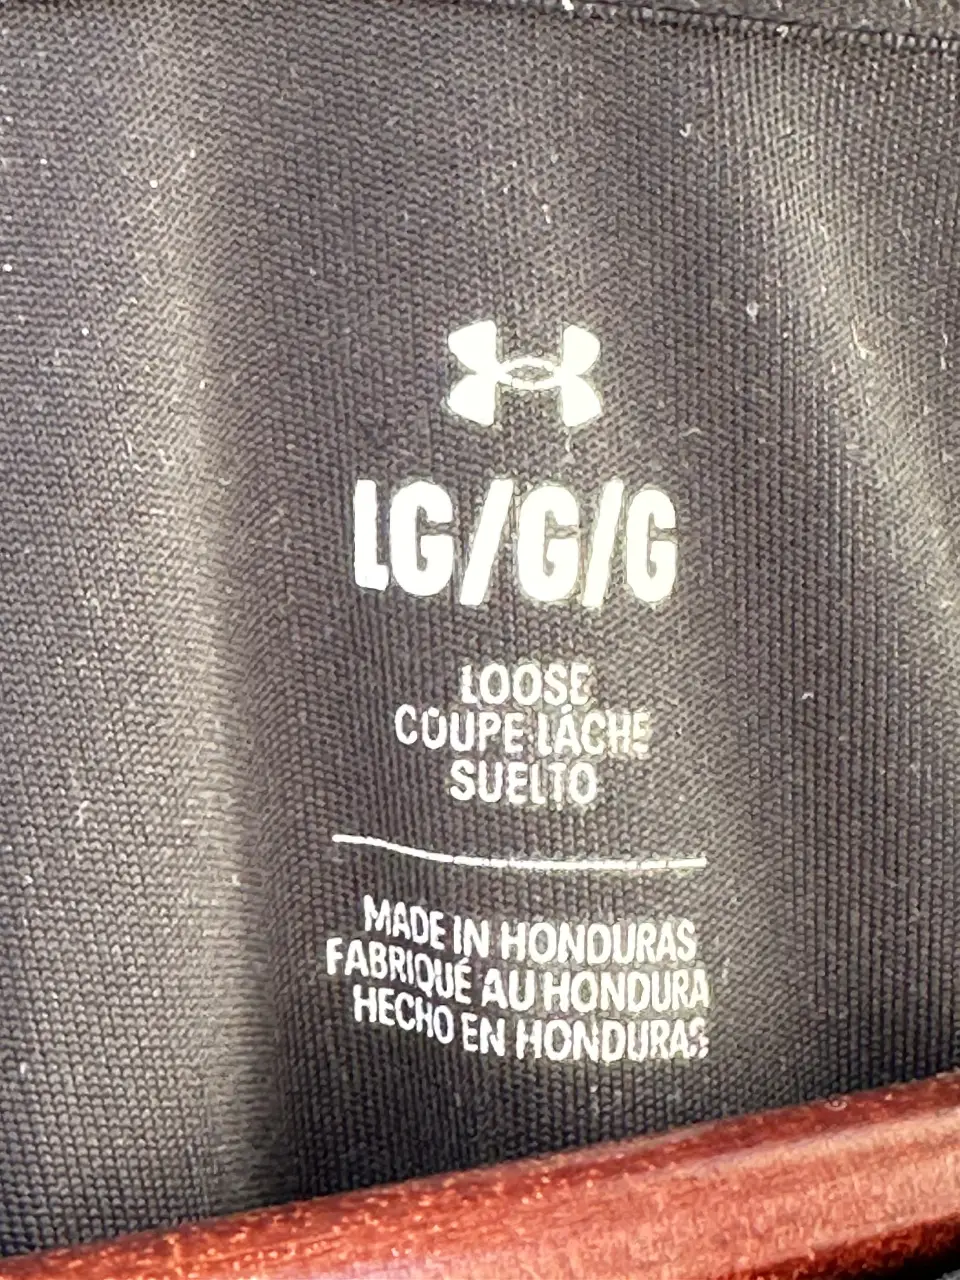 LG/G/G
LOOSE
COUPE LÂCHE
SUELTO
MADE IN HONDURAS
FABRIQUÉ AU HONDURA
HECHO EN HONDURAS